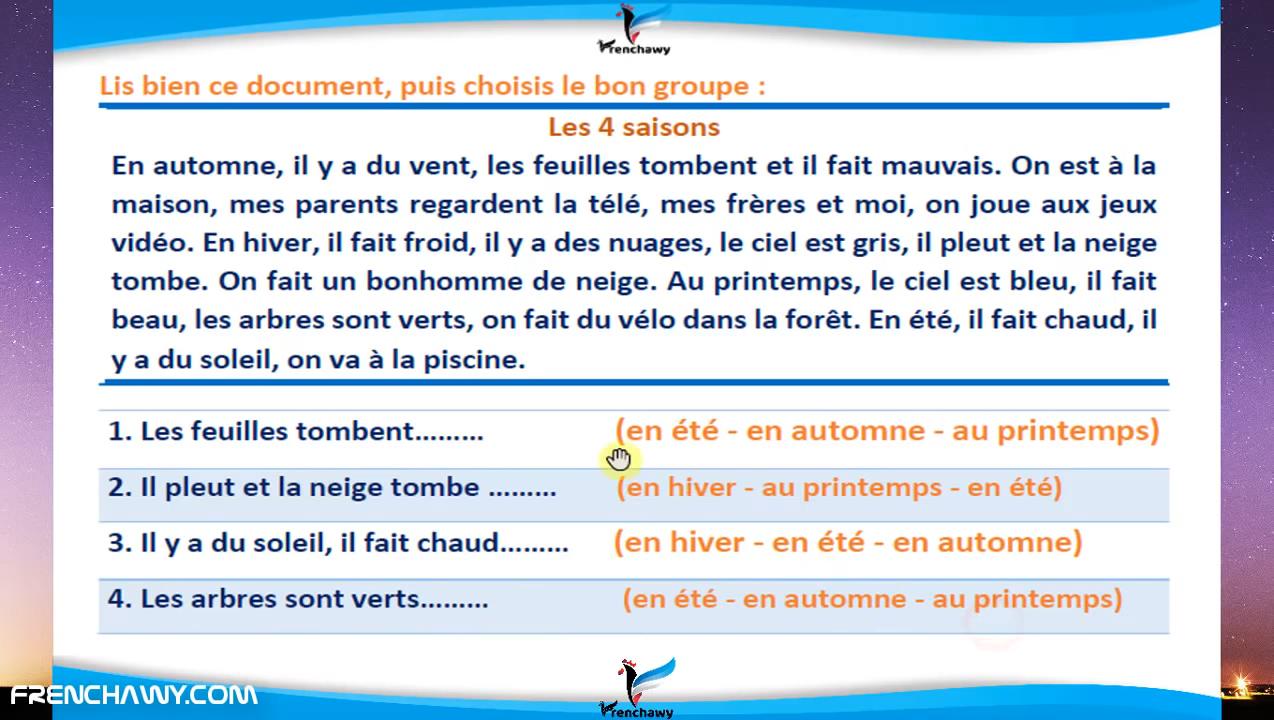 Frenchawy
Lis bien ce document, puis choisis le bon groupe :
Les 4 saisons
En automne, il y a du vent, les feuilles tombent et il fait mauvais. On est à la
maison, mes parents regardent la télé, mes frères et moi, on joue aux jeux
vidéo. En hiver, il fait froid, il y a des nuages, le ciel est gris, il pleut et la neige
tombe. On fait un bonhomme de neige. Au printemps, le ciel est bleu, il fait
beau, les arbres sont verts, on fait du vélo dans la forêt. En été, il fait chaud, il
y a du soleil, on va à la piscine.
1. Les feuilles tombent……… (en été - en automne - au printemps)
2. Il pleut et la neige tombe ……… (en hiver - au printemps - en été)
3. Il y a du soleil, il fait chaud……… (en hiver - en été - en automne)
4. Les arbres sont verts……… (en été - en automne - au printemps)
FRENCHAWY.COM
Frenchawy